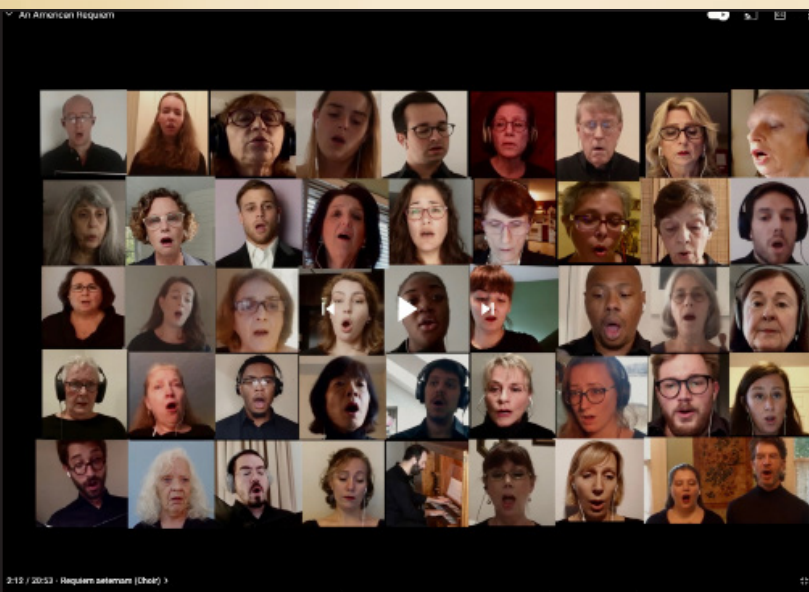 An American Requiem
2:12 / 20:53 · Requiem aeternam (Choir) >